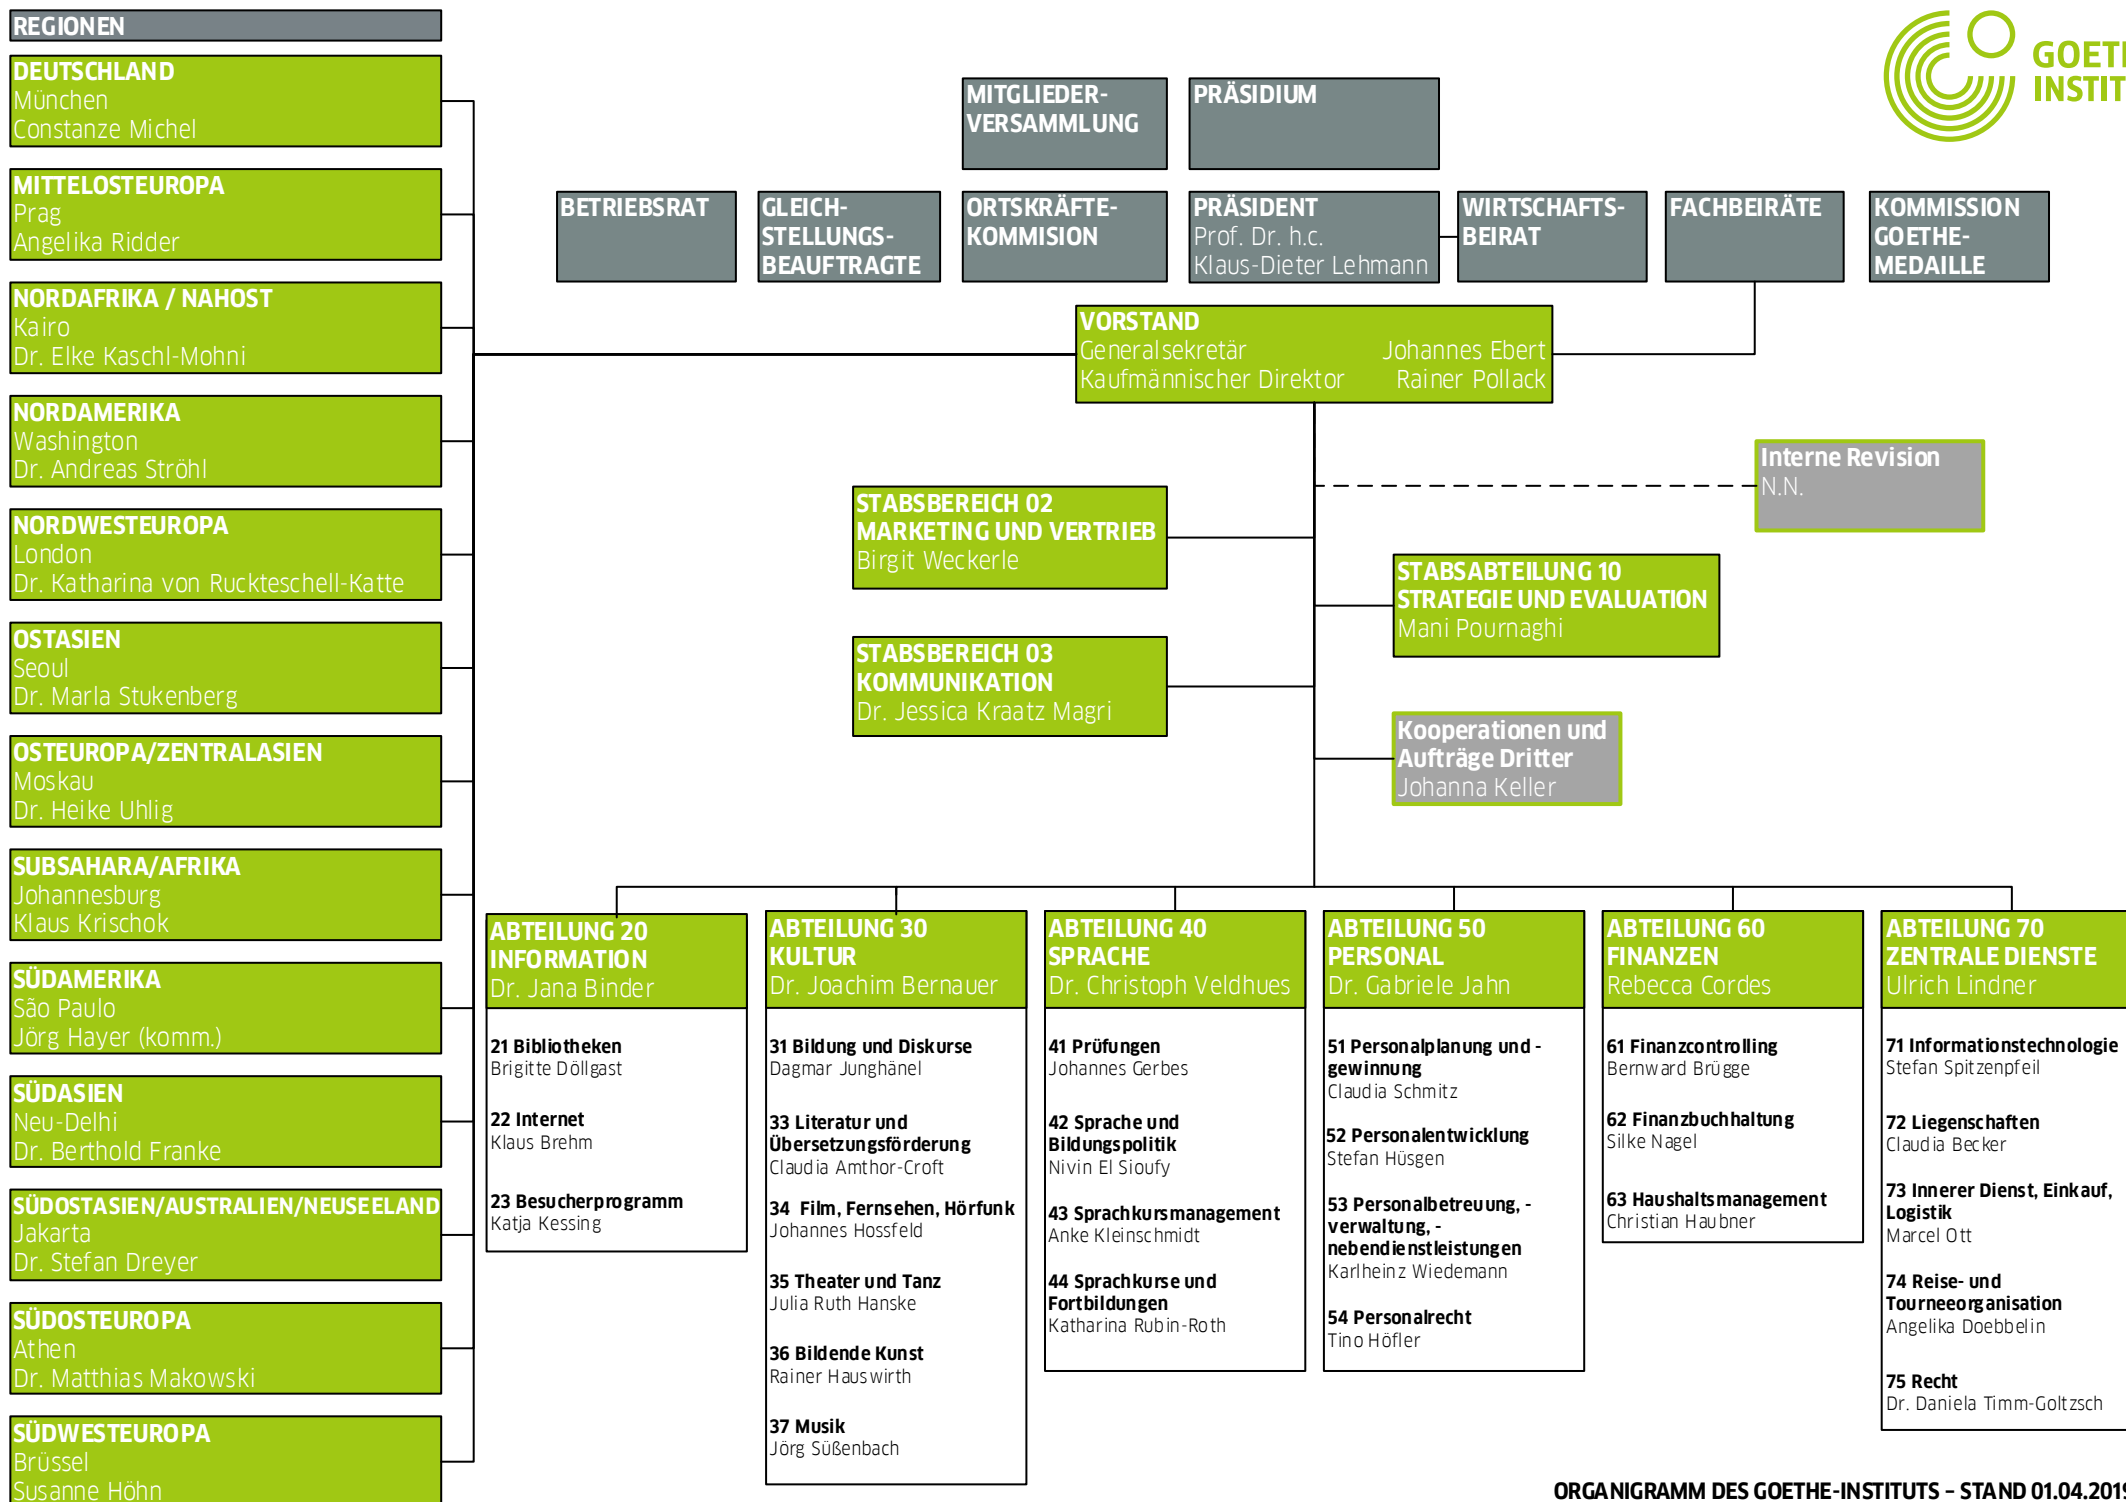 REGIONEN
DEUTSCHLAND
München
Constanze Michel
MITTELOSTEUROPA
Prag
Angelika Ridder
NORDAFRIKA / NAHOST
Kairo
Dr. Elke Kaschl-Mohni
NORDAMERIKA
Washington
Dr. Andreas Ströhl
NORDWESTEUROPA
London
Dr. Katharina von Ruckteschell-Katte
OSTASIEN
Seoul
Dr. Marla Stukenberg
OSTEUROPA/ZENTRALASIEN
Moskau
Dr. Heike Uhlig
SUBSAHARA/AFRIKA
Johannesburg
Klaus Krischok
SÜDAMERIKA
São Paulo
Jörg Hayer (komm.)
SÜDASIEN
Neu-Delhi
Dr. Berthold Franke
SÜDOSTASIEN/AUSTRALIEN/NEUSEELAND
Jakarta
Dr. Stefan Dreyer
SÜDOSTEUROPA
Athen
Dr. Matthias Makowski
SÜDWESTEUROPA
Brüssel
Susanne Höhn
MITGLIEDER-
VERSAMMLUNG
PRÄSIDIUM
BETRIEBSRAT
GLEICH-
STELLUNGS-
BEAUFTRAGTE
ORTSKRÄFTE-
KOMMISION
PRÄSIDENT
Prof. Dr. h.c.
Klaus-Dieter Lehmann
WIRTSCHAFTS-
BEIRAT
FACHBEIRÄTE
KOMMISSION
GOETHE-
MEDAILLE
VORSTAND
Generalsekretär Johannes Ebert
Kaufmännischer Direktor Rainer Pollack
Interne Revision
N.N.
STABSBEREICH 02
MARKETING UND VERTRIEB
Birgit Weckerle
STABSABTEILUNG 10
STRATEGIE UND EVALUATION
Mani Pournaghi
STABSBEREICH 03
KOMMUNIKATION
Dr. Jessica Kraatz Magri
Kooperationen und
Aufträge Dritter
Johanna Keller
ABTEILUNG 20
INFORMATION
Dr. Jana Binder
21 Bibliotheken
Brigitte Döllgast
22 Internet
Klaus Brehm
23 Besucherprogramm
Katja Kessing
ABTEILUNG 30
KULTUR
Dr. Joachim Bernauer
31 Bildung und Diskurse
Dagmar Junghänel
33 Literatur und
Übersetzungsförderung
Claudia Amthor-Croft
34 Film, Fernsehen, Hörfunk
Johannes Hossfeld
35 Theater und Tanz
Julia Ruth Hanske
36 Bildende Kunst
Rainer Hauswirth
37 Musik
Jörg Süßenbach
ABTEILUNG 40
SPRACHE
Dr. Christoph Veldhues
41 Prüfungen
Johannes Gerbes
42 Sprache und
Bildungspolitik
Nivin El Sioufy
43 Sprachkursmanagement
Anke Kleinschmidt
44 Sprachkurse und
Fortbildungen
Katharina Rubin-Roth
ABTEILUNG 50
PERSONAL
Dr. Gabriele Jahn
51 Personalplanung und -
gewinnung
Claudia Schmitz
52 Personalentwicklung
Stefan Hüsgen
53 Personalbetreuung, -
verwaltung, -
nebendienstleistungen
Karlheinz Wiedemann
54 Personalrecht
Tino Höfler
ABTEILUNG 60
FINANZEN
Rebecca Cordes
61 Finanzcontrolling
Bernward Brügge
62 Finanzbuchhaltung
Silke Nagel
63 Haushaltsmanagement
Christian Haubner
ABTEILUNG 70
ZENTRALE DIENSTE
Ulrich Lindner
71 Informationstechnologie
Stefan Spitzenpfeil
72 Liegenschaften
Claudia Becker
73 Innerer Dienst, Einkauf,
Logistik
Marcel Ott
74 Reise- und
Tourneeorganisation
Angelika Doebbelin
75 Recht
Dr. Daniela Timm-Goltzsch
ORGANIGRAMM DES GOETHE-INSTITUTS – STAND 01.04.